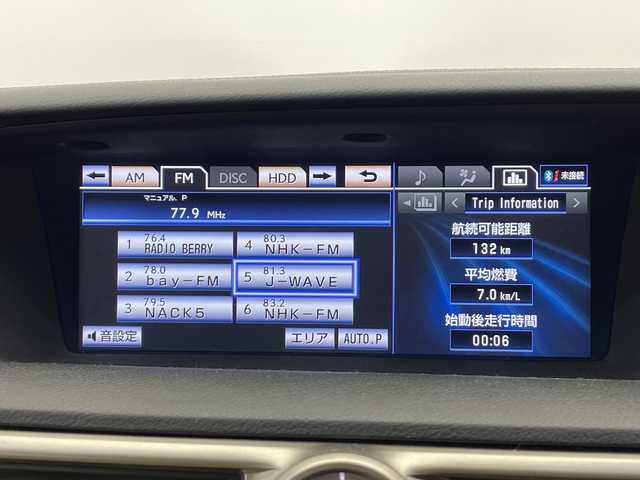 AM FM DISC HDD
マニュアル．P
77.9 MHz
1 76.4 RADIO BERRY
4 80.3 NHK-FM
2 78.0 bay-FM
5 81.3 J-WAVE
3 79.5 NACK5
6 83.2 NHK-FM
音設定
エリア AUTO.P
未接続
Trip Information
航続可能距離
132 km
平均燃費
7.0 km/L
始動後走行時間
00:06